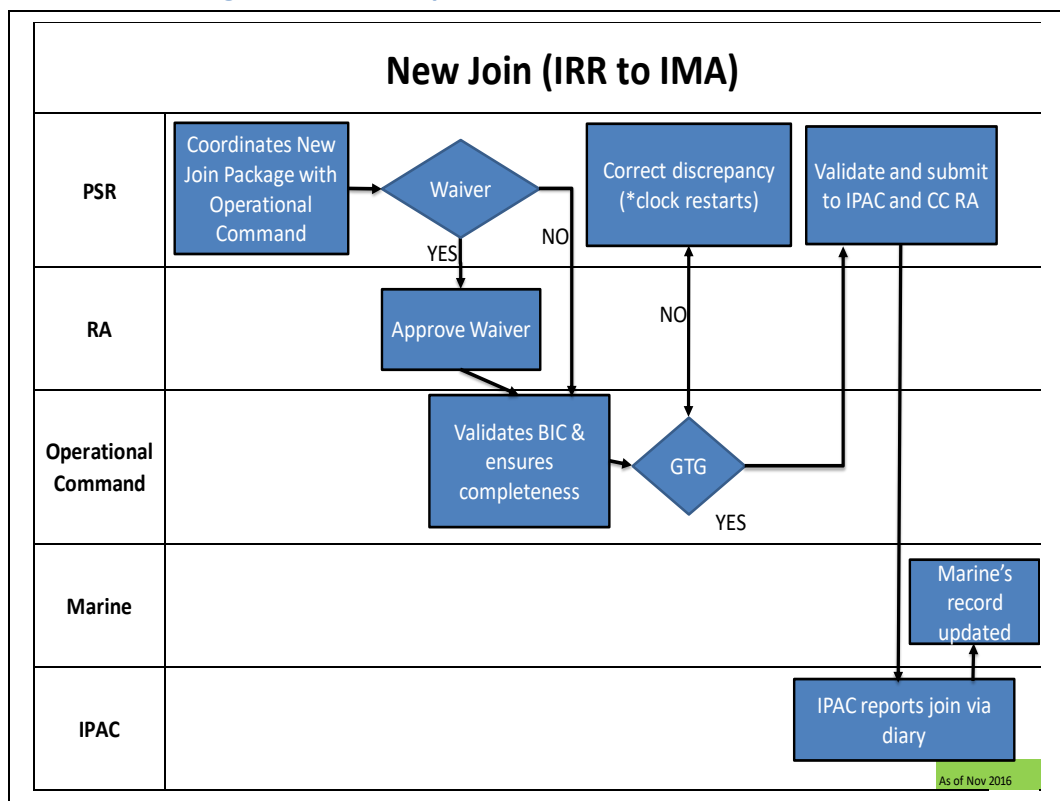 New Join (IRR to IMA)
PSR
Coordinates New
Join Package with
Operational
Command
Waiver
YES
NO
Correct discrepancy
(*clock restarts)
Validate and submit
to IPAC and CC RA
RA
Approve Waiver
NO
Operational
Command
Validates BIC &
ensures
completeness
GTG
YES
Marine
Marine's
record
updated
IPAC
IPAC reports join via
diary
As of Nov 2016